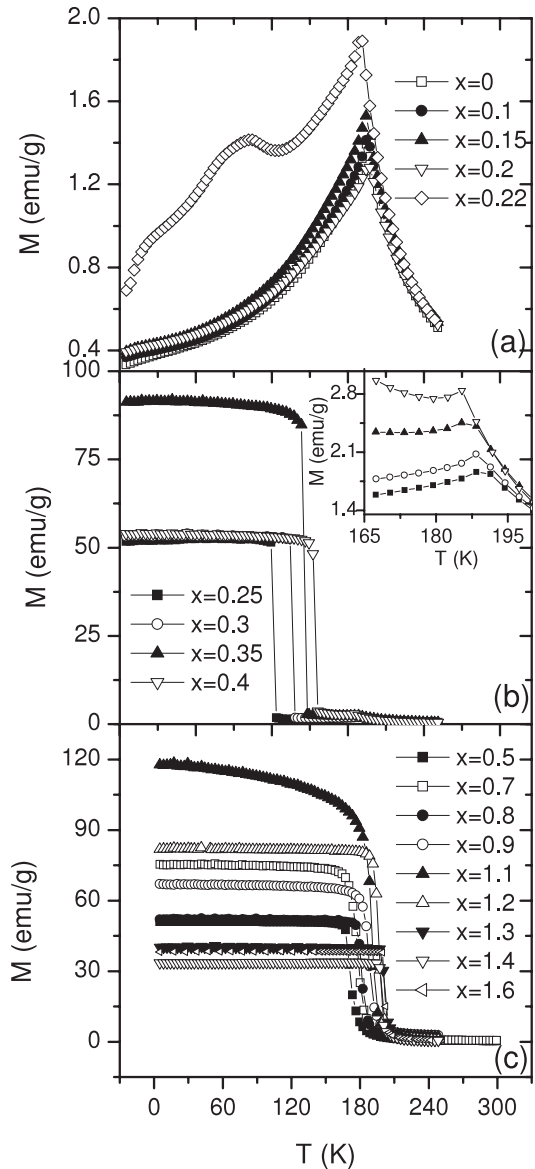 2.0
1.6
1.2
0.8
0.4
M (emu/g)
x=0
x=0.1
x=0.15
x=0.2
x=0.22
(a)
100
75
50
25
0
M (emu/g)
x=0.25
x=0.3
x=0.35
x=0.4
2.8
2.1
1.4
M (emu/g)
165 180 195
T (K)
(b)
120
90
60
30
0
M (emu/g)
x=0.5
x=0.7
x=0.8
x=0.9
x=1.1
x=1.2
x=1.3
x=1.4
x=1.6
(c)
0 60 120 180 240 300
T (K)